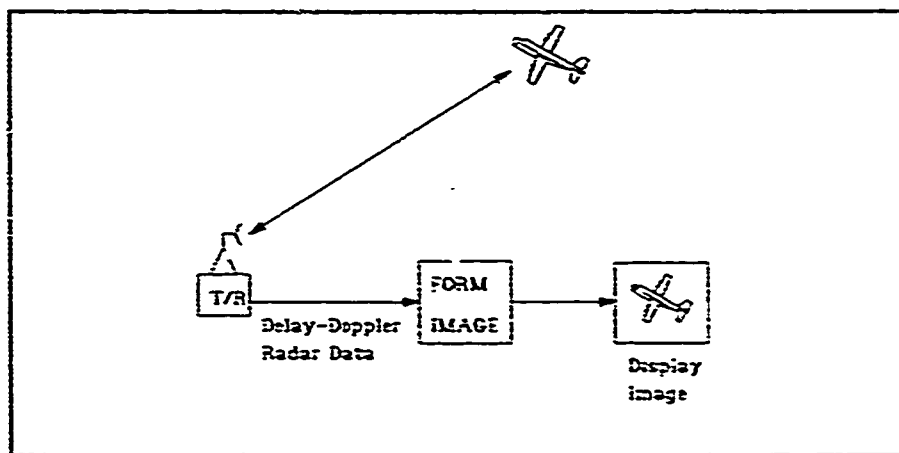 T/R
FORM
IMAGE
Delay-Doppler
Radar Data
Display
Image